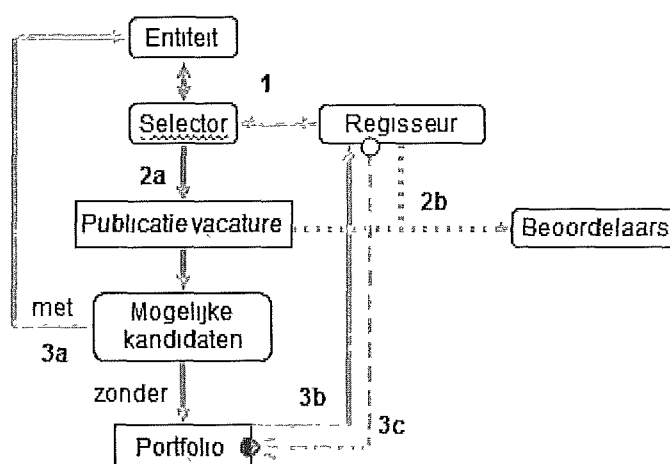 Entiteit
1
Selector
Regisseur
2a
2b
Publicatie vacature
Beoordelaars
met
Mogelijke
kandidaten
3a
zonder
3b
3c
Portfolio